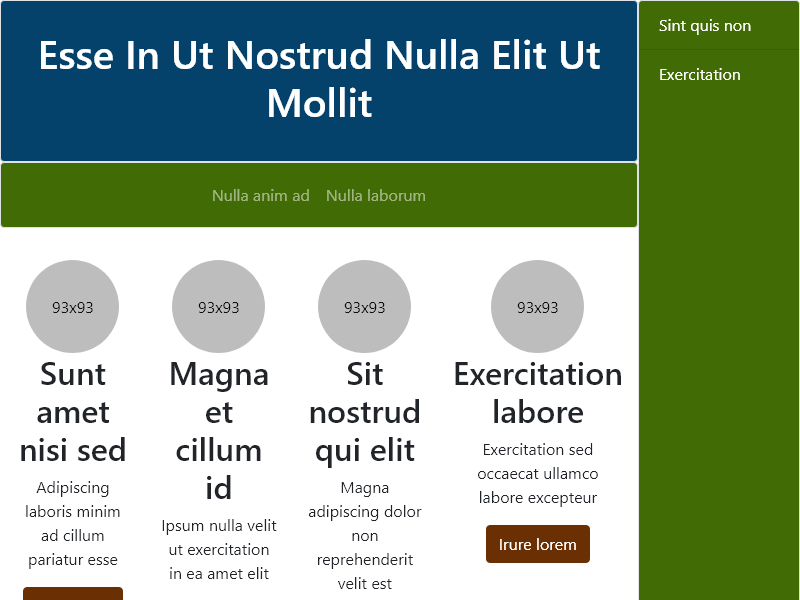 Esse In Ut Nostrud Nulla Elit Ut
Mollit
Nulla anim ad
Nulla laborum
93x93
Sunt
amet
nisi sed
Adipiscing
laboris minim
ad cillum
pariatur esse
93x93
Magna
et
cillum
id
Ipsum nulla velit
ut exercitation
in ea amet elit
93x93
Sit
nostrud
qui elit
Magna
adipiscing dolor
non
reprehenderit
velit est
93x93
Exercitation
labore
Exercitation sed
occaecat ullamco
labore excepteur
Irure lorem
Sint quis non
Exercitation